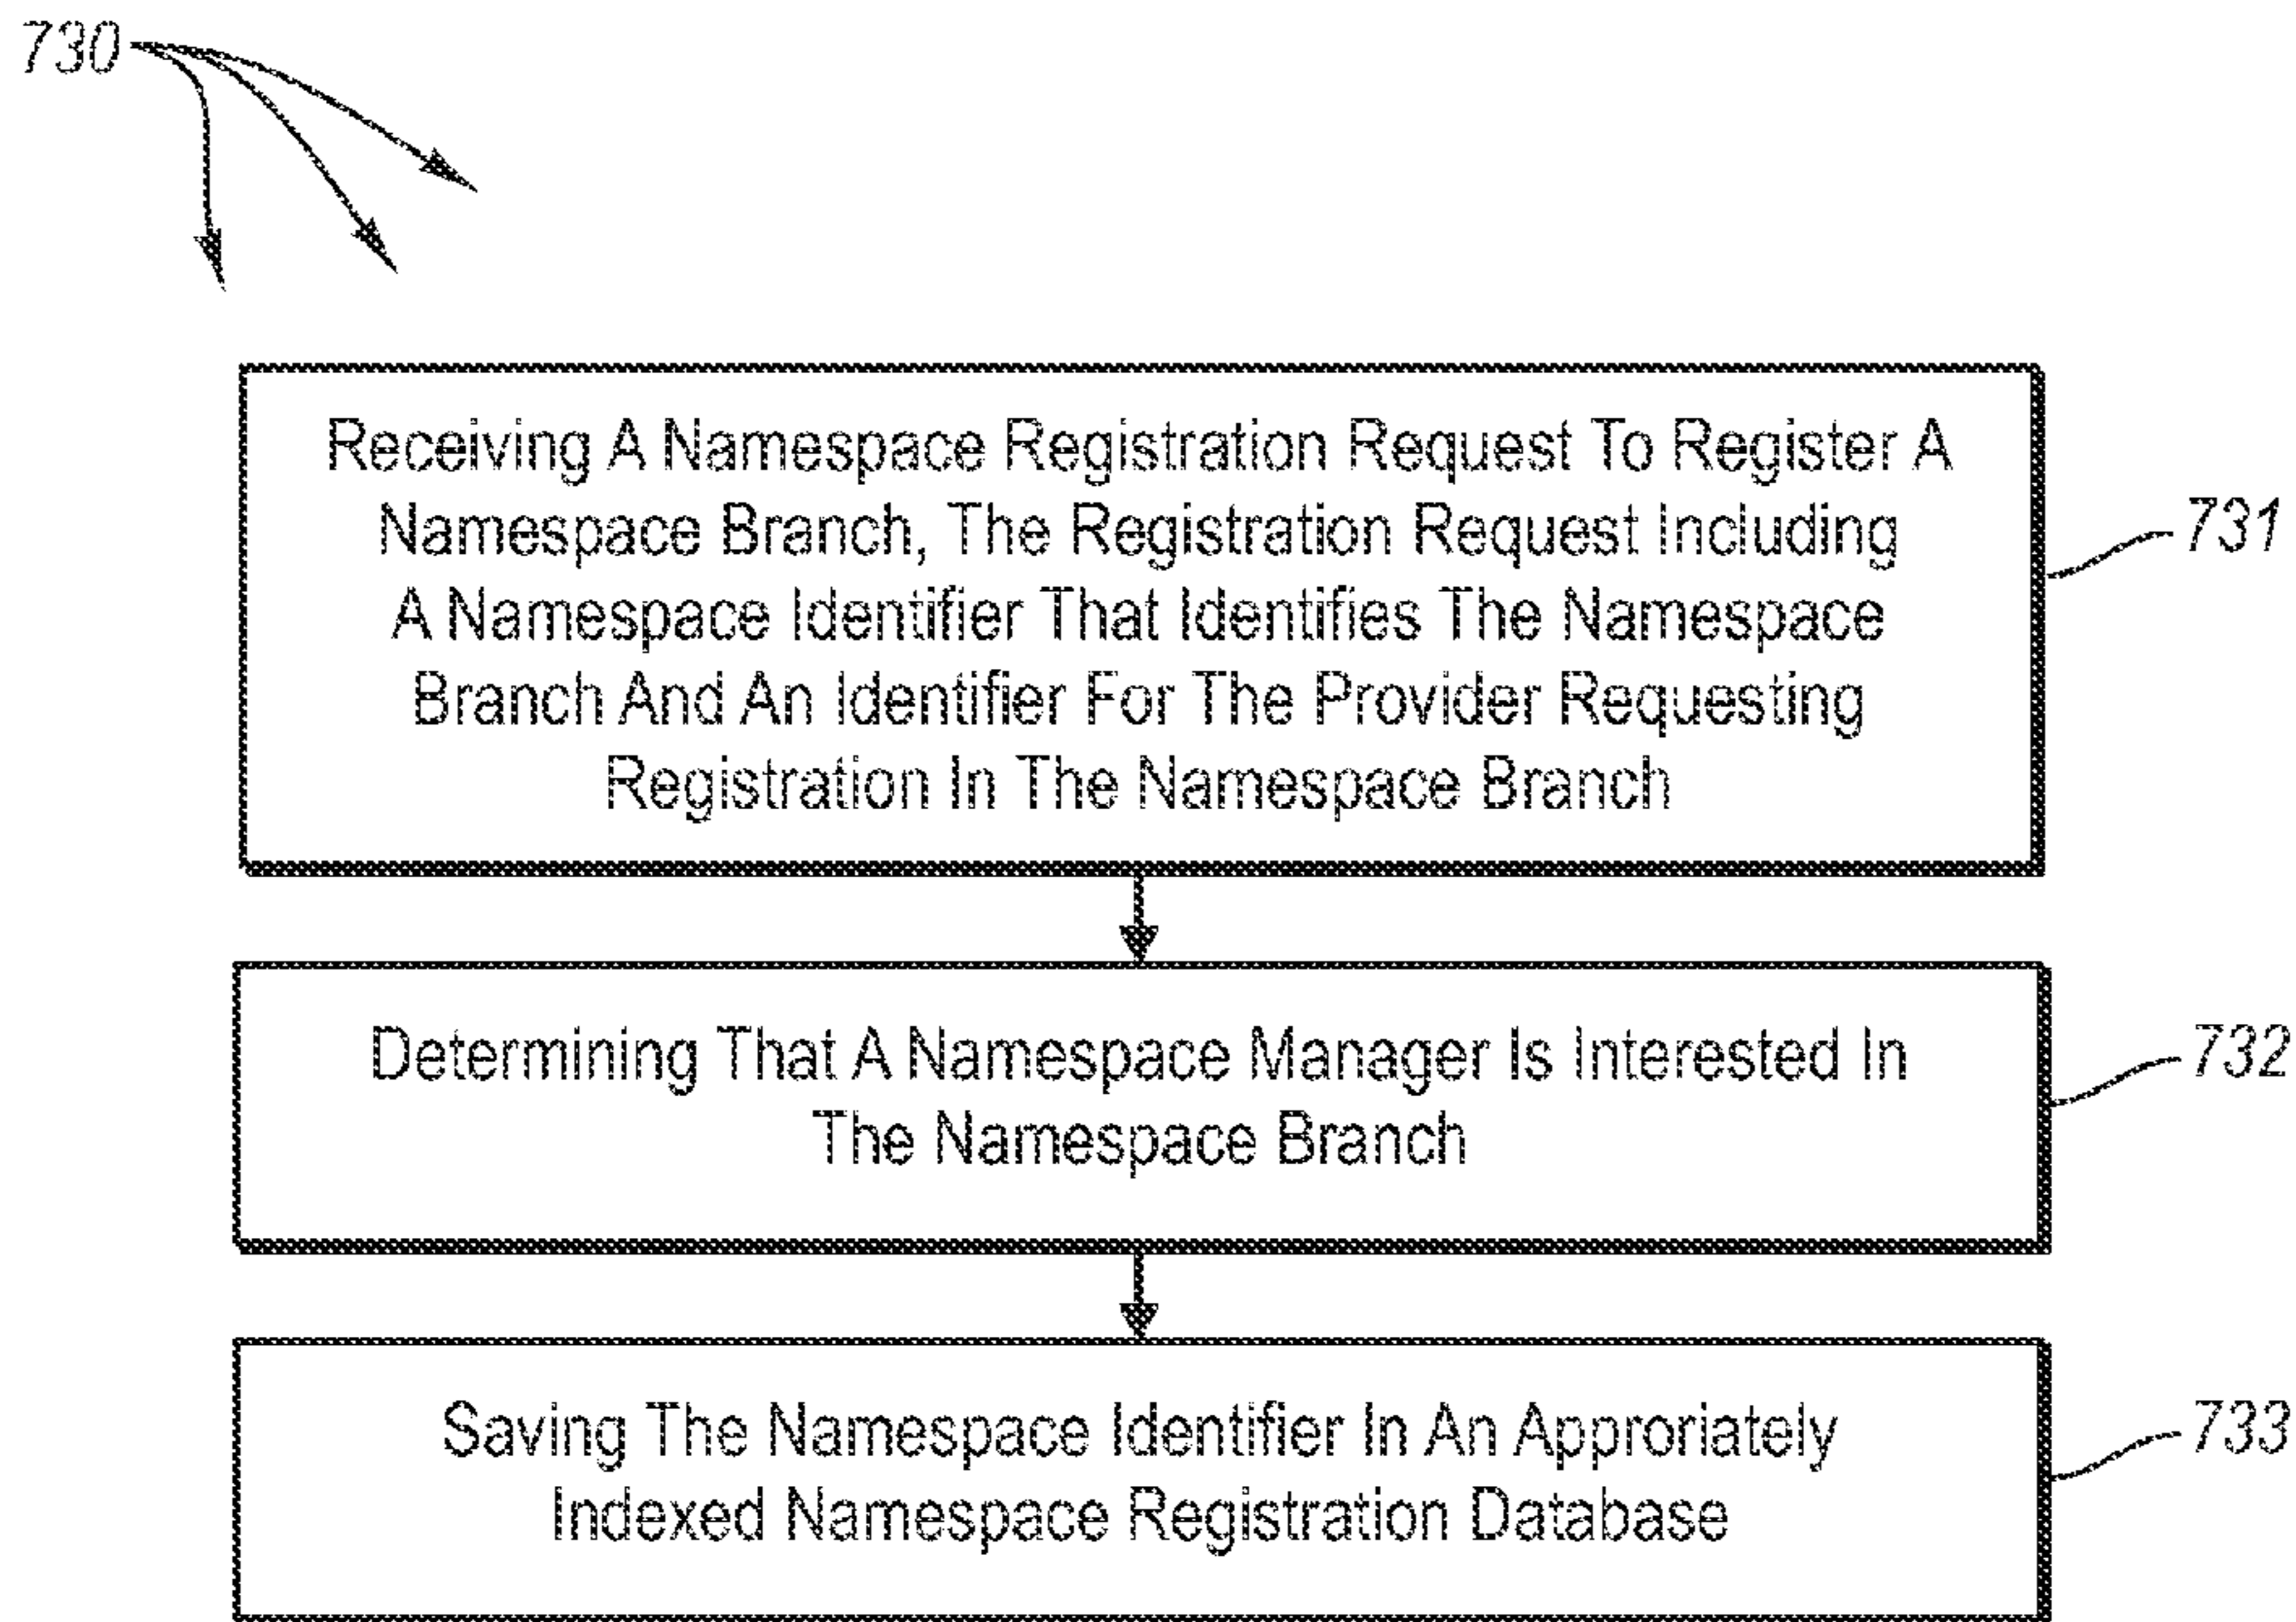 730
Receiving A Namespace Registration Request To Register A
Namespace Branch, The Registration Request Including
A Namespace Identifier That Identifies The Namespace
Branch And An Identifier For The Provider Requesting
Registration In The Namespace Branch
731
Determining That A Namespace Manager Is Interested In
The Namespace Branch
732
Saving The Namespace Identifier In An Approriately
Indexed Namespace Registration Database
733